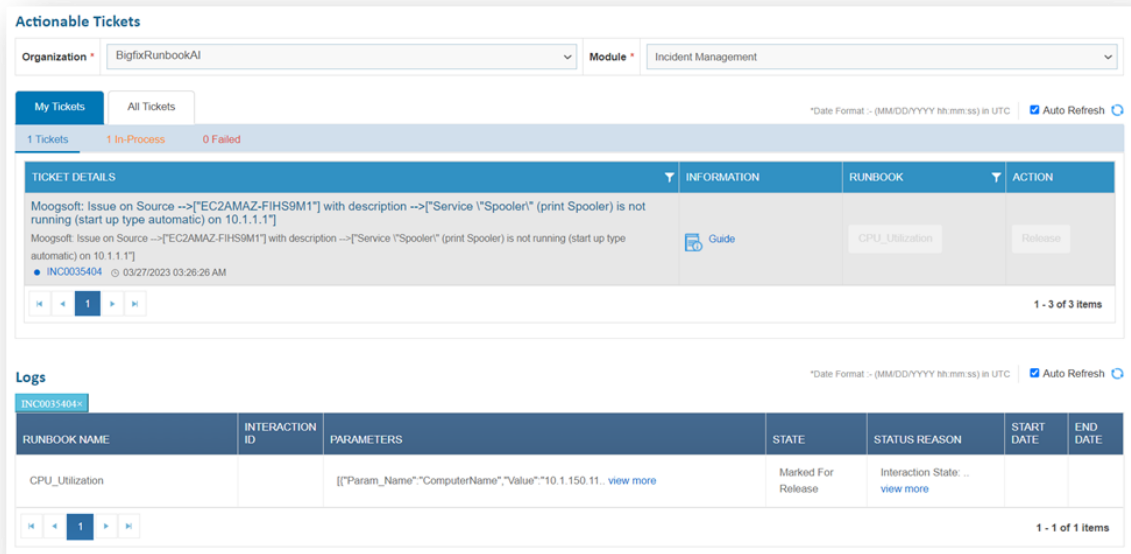 Actionable Tickets
Organization * BigfixRunbookAI Module * Incident Management
My Tickets All Tickets *Date Format :- (MM/DD/YYYY hh:mm:ss) in UTC Auto Refresh
1 Tickets 1 In-Process 0 Failed
TICKET DETAILS INFORMATION RUNBOOK ACTION
Moogsoft: Issue on Source -->["EC2AMAZ-FIHS9M1"] with description -->["Service \"Spooler\" (print Spooler) is not
running (start up type automatic) on 10.1.1.1"]
Moogsoft: Issue on Source -->["EC2AMAZ-FIHS9M1"] with description -->["Service \"Spooler\" (print Spooler) is not running (start up type
automatic) on 10.1.1.1"]
Guide CPU_Utilization Release
INC0035404 03/27/2023 03:26:26 AM
1 1 - 3 of 3 items
Logs *Date Format :- (MM/DD/YYYY hh:mm:ss) in UTC Auto Refresh
INC0035404×
RUNBOOK NAME INTERACTION ID PARAMETERS STATE STATUS REASON START DATE END DATE
CPU_Utilization [{"Param_Name":"ComputerName","Value":"10.1.150.11.. view more Marked For Release Interaction State: .. view more
1 1 - 1 of 1 items